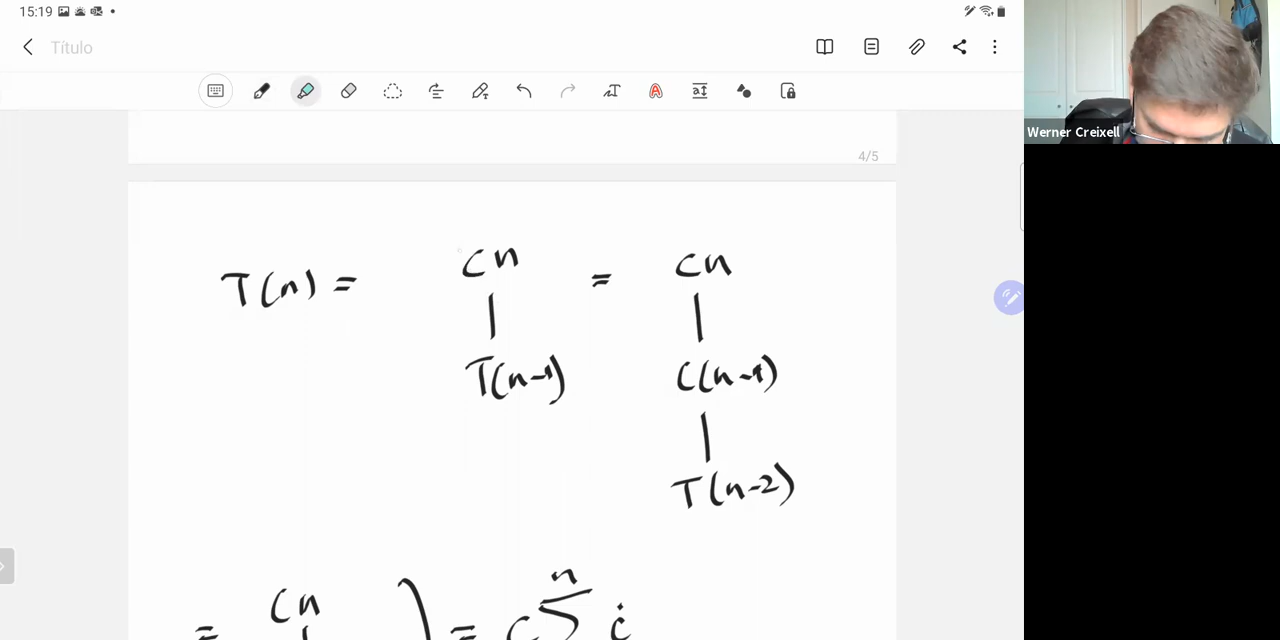 15:19
Título
4/5
T(n) = cn = cn
T(n-1) c(n-1)
T(n-2)
= cn ) = c n Σ i
Werner Creixell